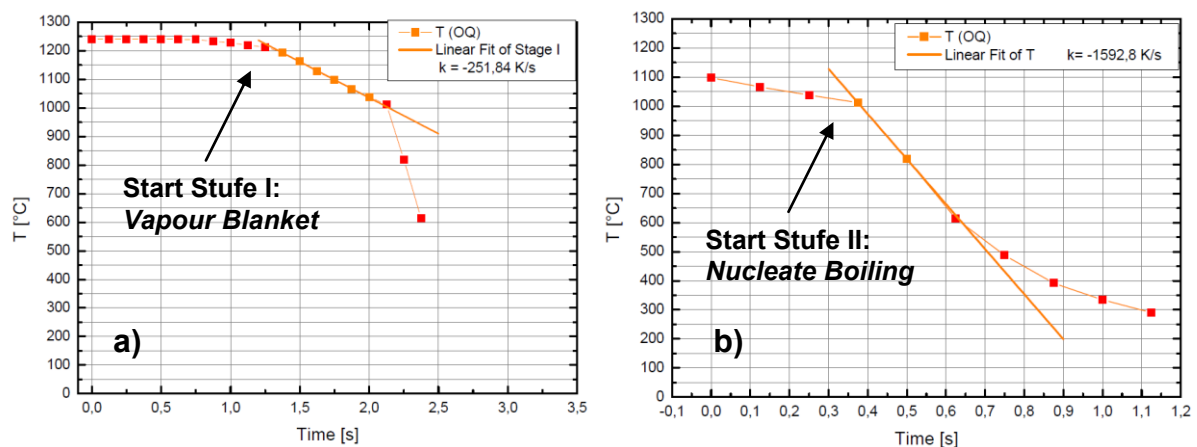 1300
1200
1100
1000
900
800
700
600
500
400
300
200
100
0
T [°C]
T (OQ)
Linear Fit of Stage I
k = -251,84 K/s
Start Stufe I:
Vapour Blanket
a)
0,0 0,5 1,0 1,5 2,0 2,5 3,0 3,5
Time [s]
1300
1200
1100
1000
900
800
700
600
500
400
300
200
100
0
T [°C]
T (OQ)
Linear Fit of T k= -1592,8 K/s
Start Stufe II:
Nucleate Boiling
b)
-0,1 0,0 0,1 0,2 0,3 0,4 0,5 0,6 0,7 0,8 0,9 1,0 1,1 1,2
Time [s]